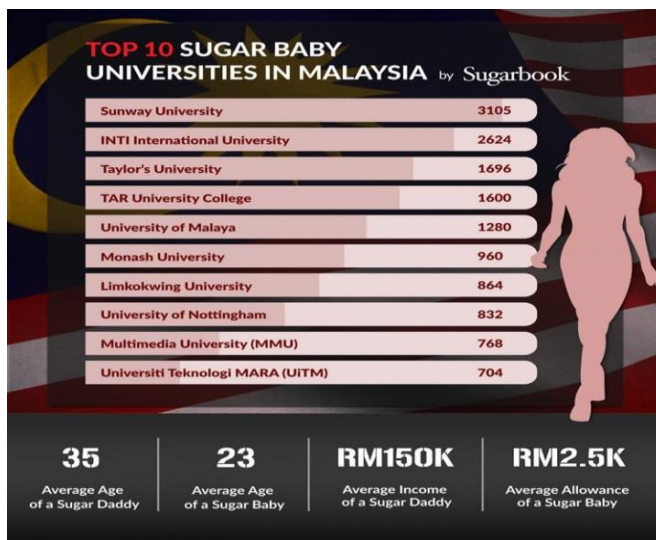 TOP 10 SUGAR BABY
UNIVERSITIES IN MALAYSIA by Sugarbook
Sunway University 3105
INTI International University 2624
Taylor's University 1696
TAR University College 1600
University of Malaya 1280
Monash University 960
Limkokwing University 864
University of Nottingham 832
Multimedia University (MMU) 768
Universiti Teknologi MARA (UiTM) 704
35
Average Age
of a Sugar Daddy
23
Average Age
of a Sugar Baby
RM150K
Average Income
of a Sugar Daddy
RM2.5K
Average Allowance
of a Sugar Baby